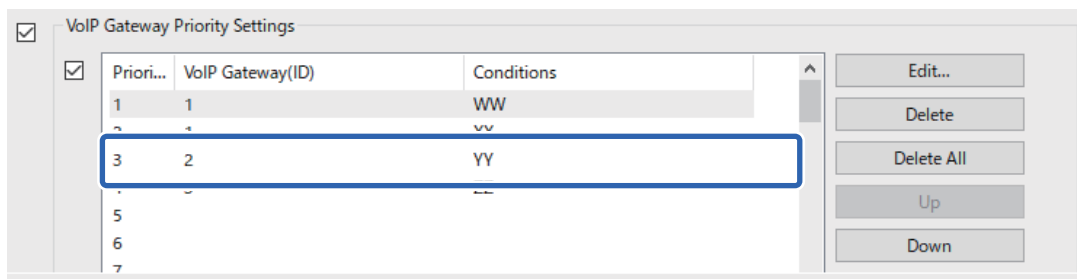 VoIP Gateway Priority Settings
Priori... VoIP Gateway(ID) Conditions
1 1 WW
3 2 YY
5
6
7
Edit...
Delete
Delete All
Up
Down